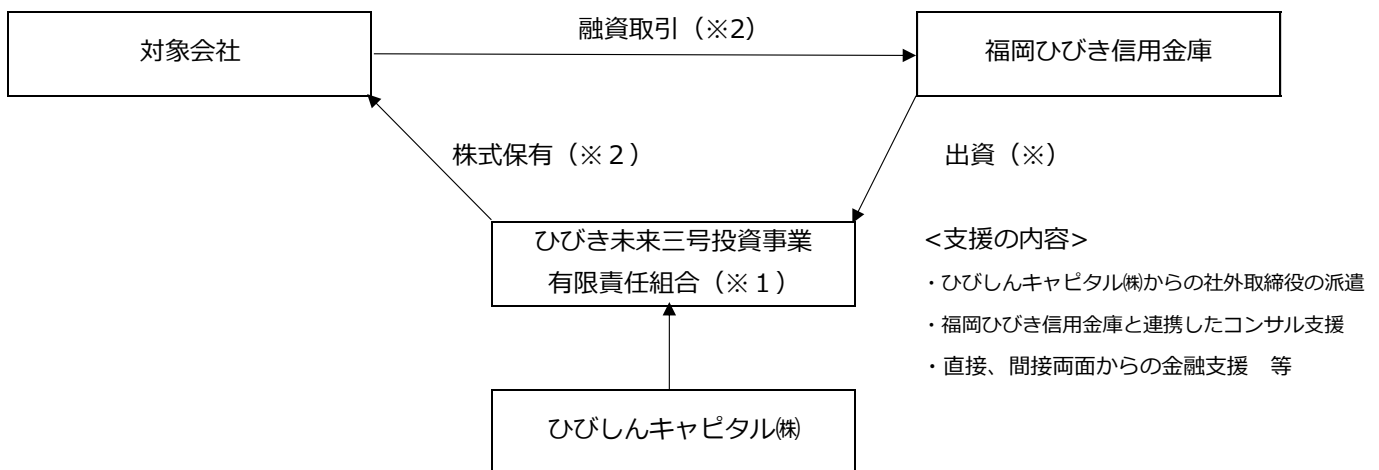 融資取引（※2）
対象会社
福岡ひびき信用金庫
株式保有（※２）
出資（※）
ひびき未来三号投資事業
有限責任組合（※１）
<支援の内容>
・ひびしんキャピタル㈱からの社外取締役の派遣
・福岡ひびき信用金庫と連携したコンサル支援
・直接、間接両面からの金融支援　等
ひびしんキャピタル㈱